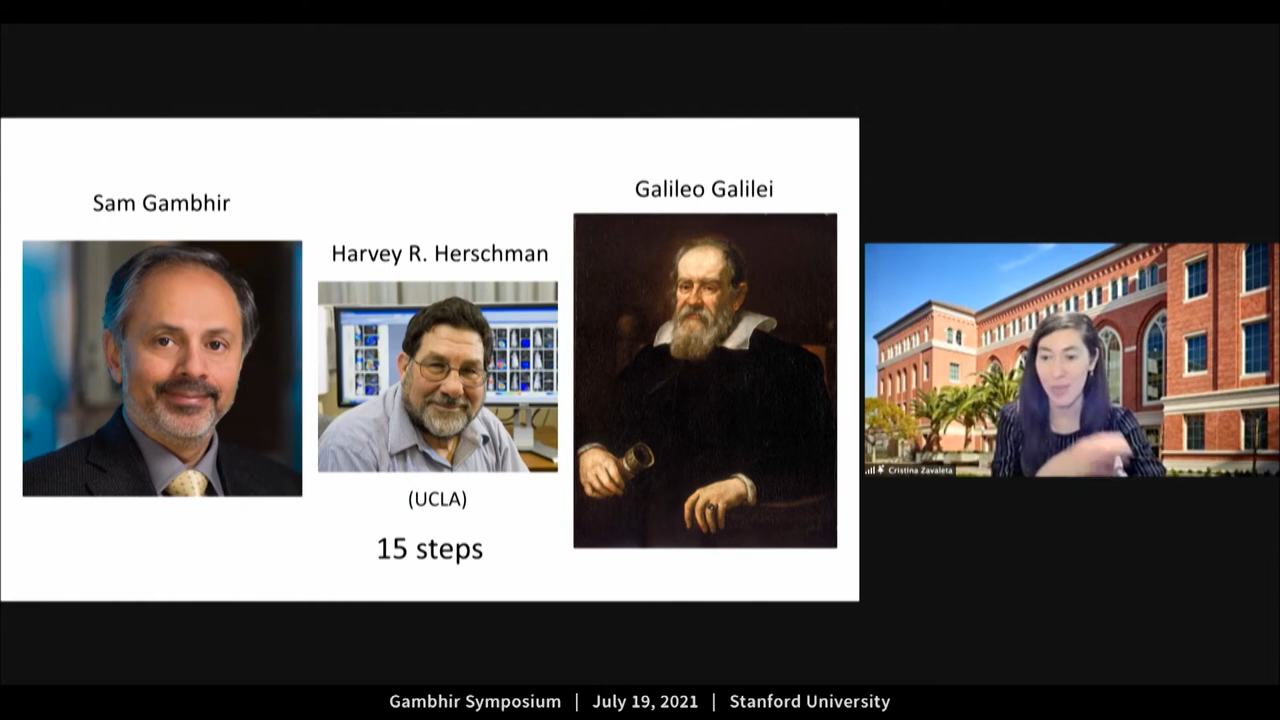 Sam Gambhir
Harvey R. Herschman
Galileo Galilei
(UCLA)
15 steps
Cristina Zavaleta
Gambhir Symposium | July 19, 2021 | Stanford University